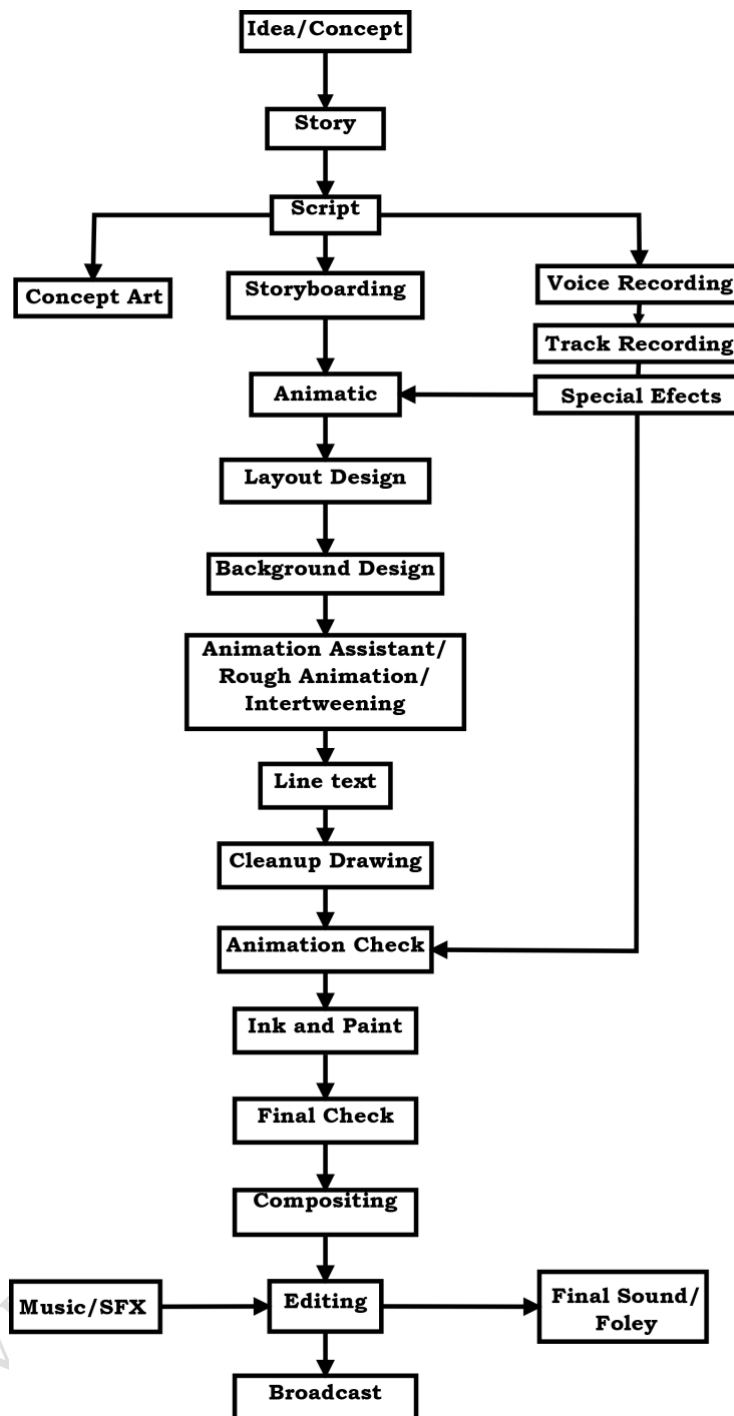 Idea/Concept
Story
Script
Concept Art
Storyboarding
Voice Recording
Track Recording
Animatic
Special Efects
Layout Design
Background Design
Animation Assistant/
Rough Animation/
Intertweening
Line text
Cleanup Drawing
Animation Check
Ink and Paint
Final Check
Compositing
Music/SFX
Editing
Final Sound/
Foley
Broadcast